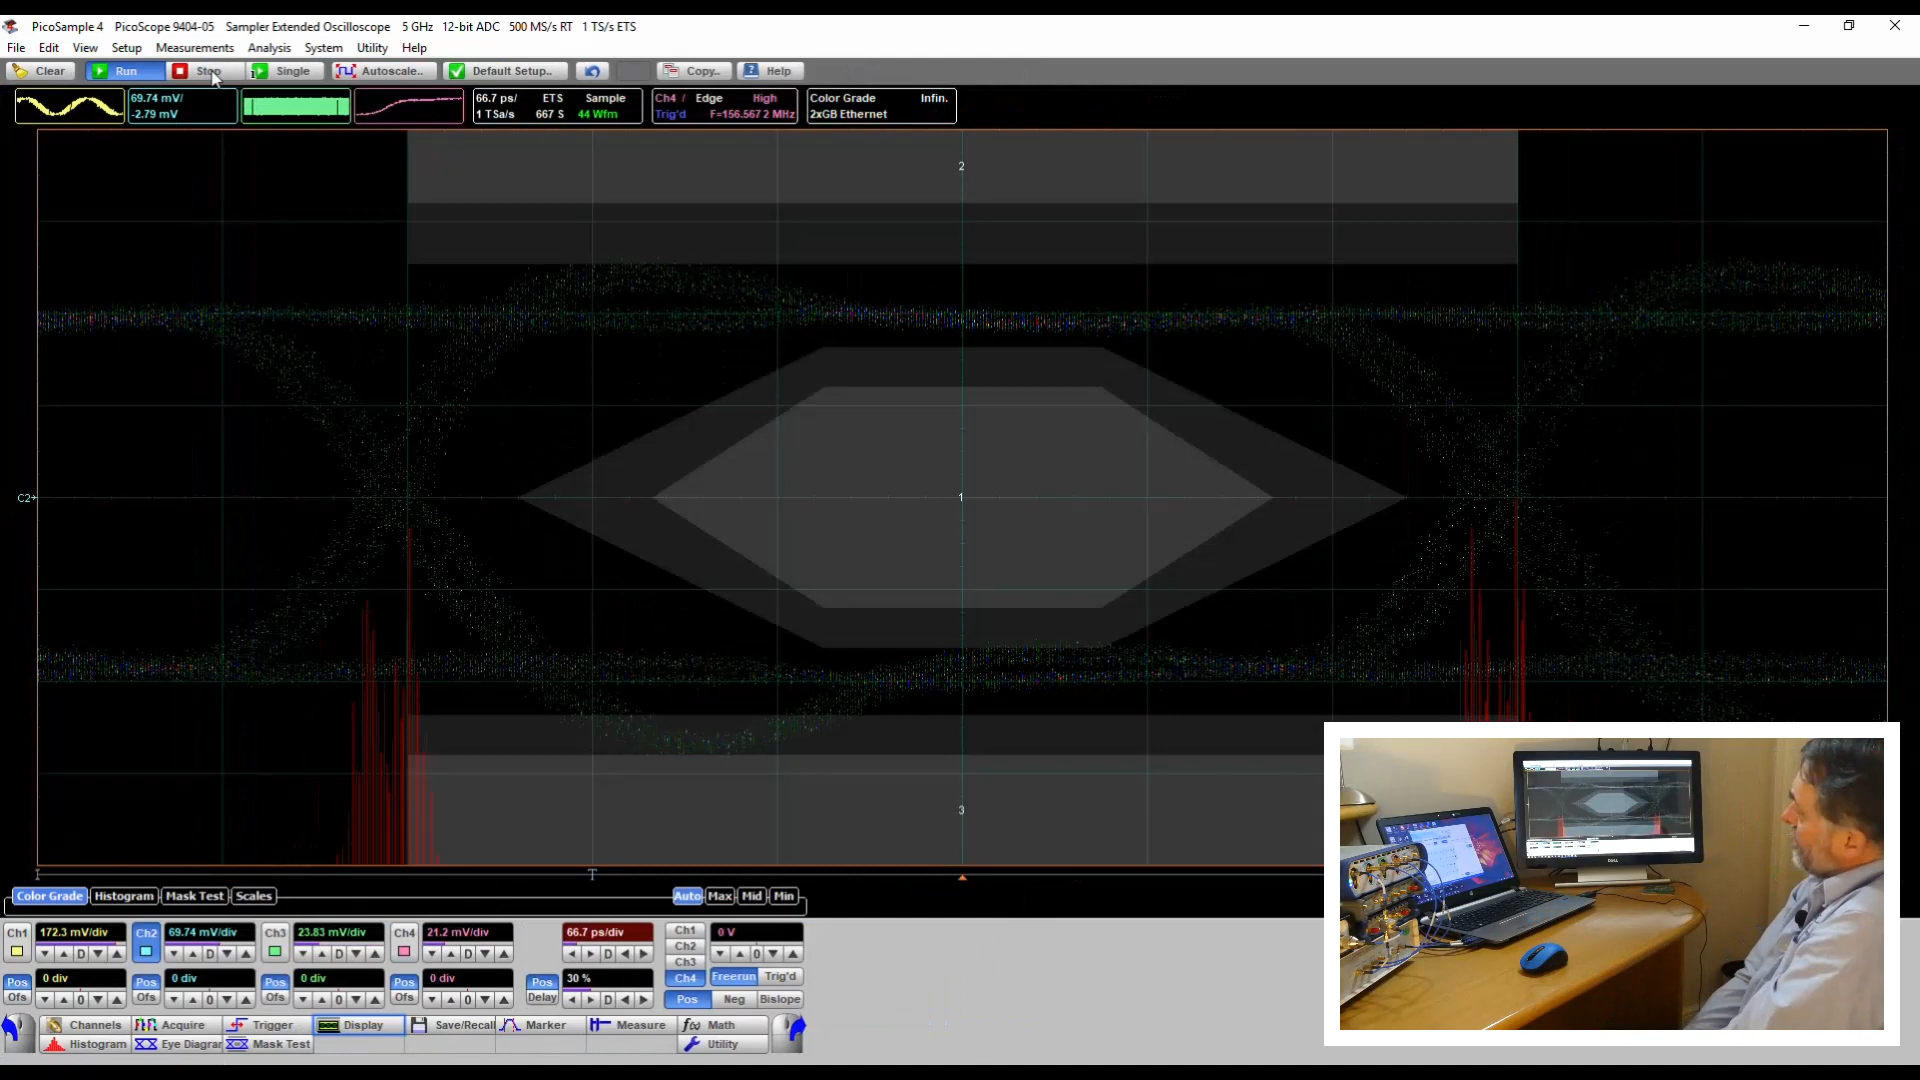 PicoSample 4 PicoScope 9404-05 Sampler Extended Oscilloscope 5 GHz 12-bit ADC 500 MS/s RT 1 TS/s ETS
File Edit View Setup Measurements Analysis System Utility Help
Clear Run Stop Single Autoscale.. Default Setup.. Copy.. Help
69.74 mV/ 66.7 ps/ ETS Sample Ch4 / Edge High Color Grade Infin.
-2.79 mV 1 TSa/s 667 S 44 Wfm Trig'd F=156.567 2 MHz 2xGB Ethernet
2
C2 1
3
T
Color Grade Histogram Mask Test Scales Auto Max Mid Min
Ch1 172.3 mV/div Ch2 69.74 mV/div Ch3 23.83 mV/div Ch4 21.2 mV/div 66.7 ps/div Ch1 0 V
D D D D D Ch2 0
Ch3
Pos 0 div Pos 0 div Pos 0 div Pos 0 div Pos 30 % Ch4 Freerun Trig'd
Ofs 0 Ofs 0 Ofs 0 Ofs 0 Delay D Pos Neg Bislope
Channels Acquire Trigger Display Save/Recall Marker Measure f(x) Math
Histogram Eye Diagram Mask Test Utility